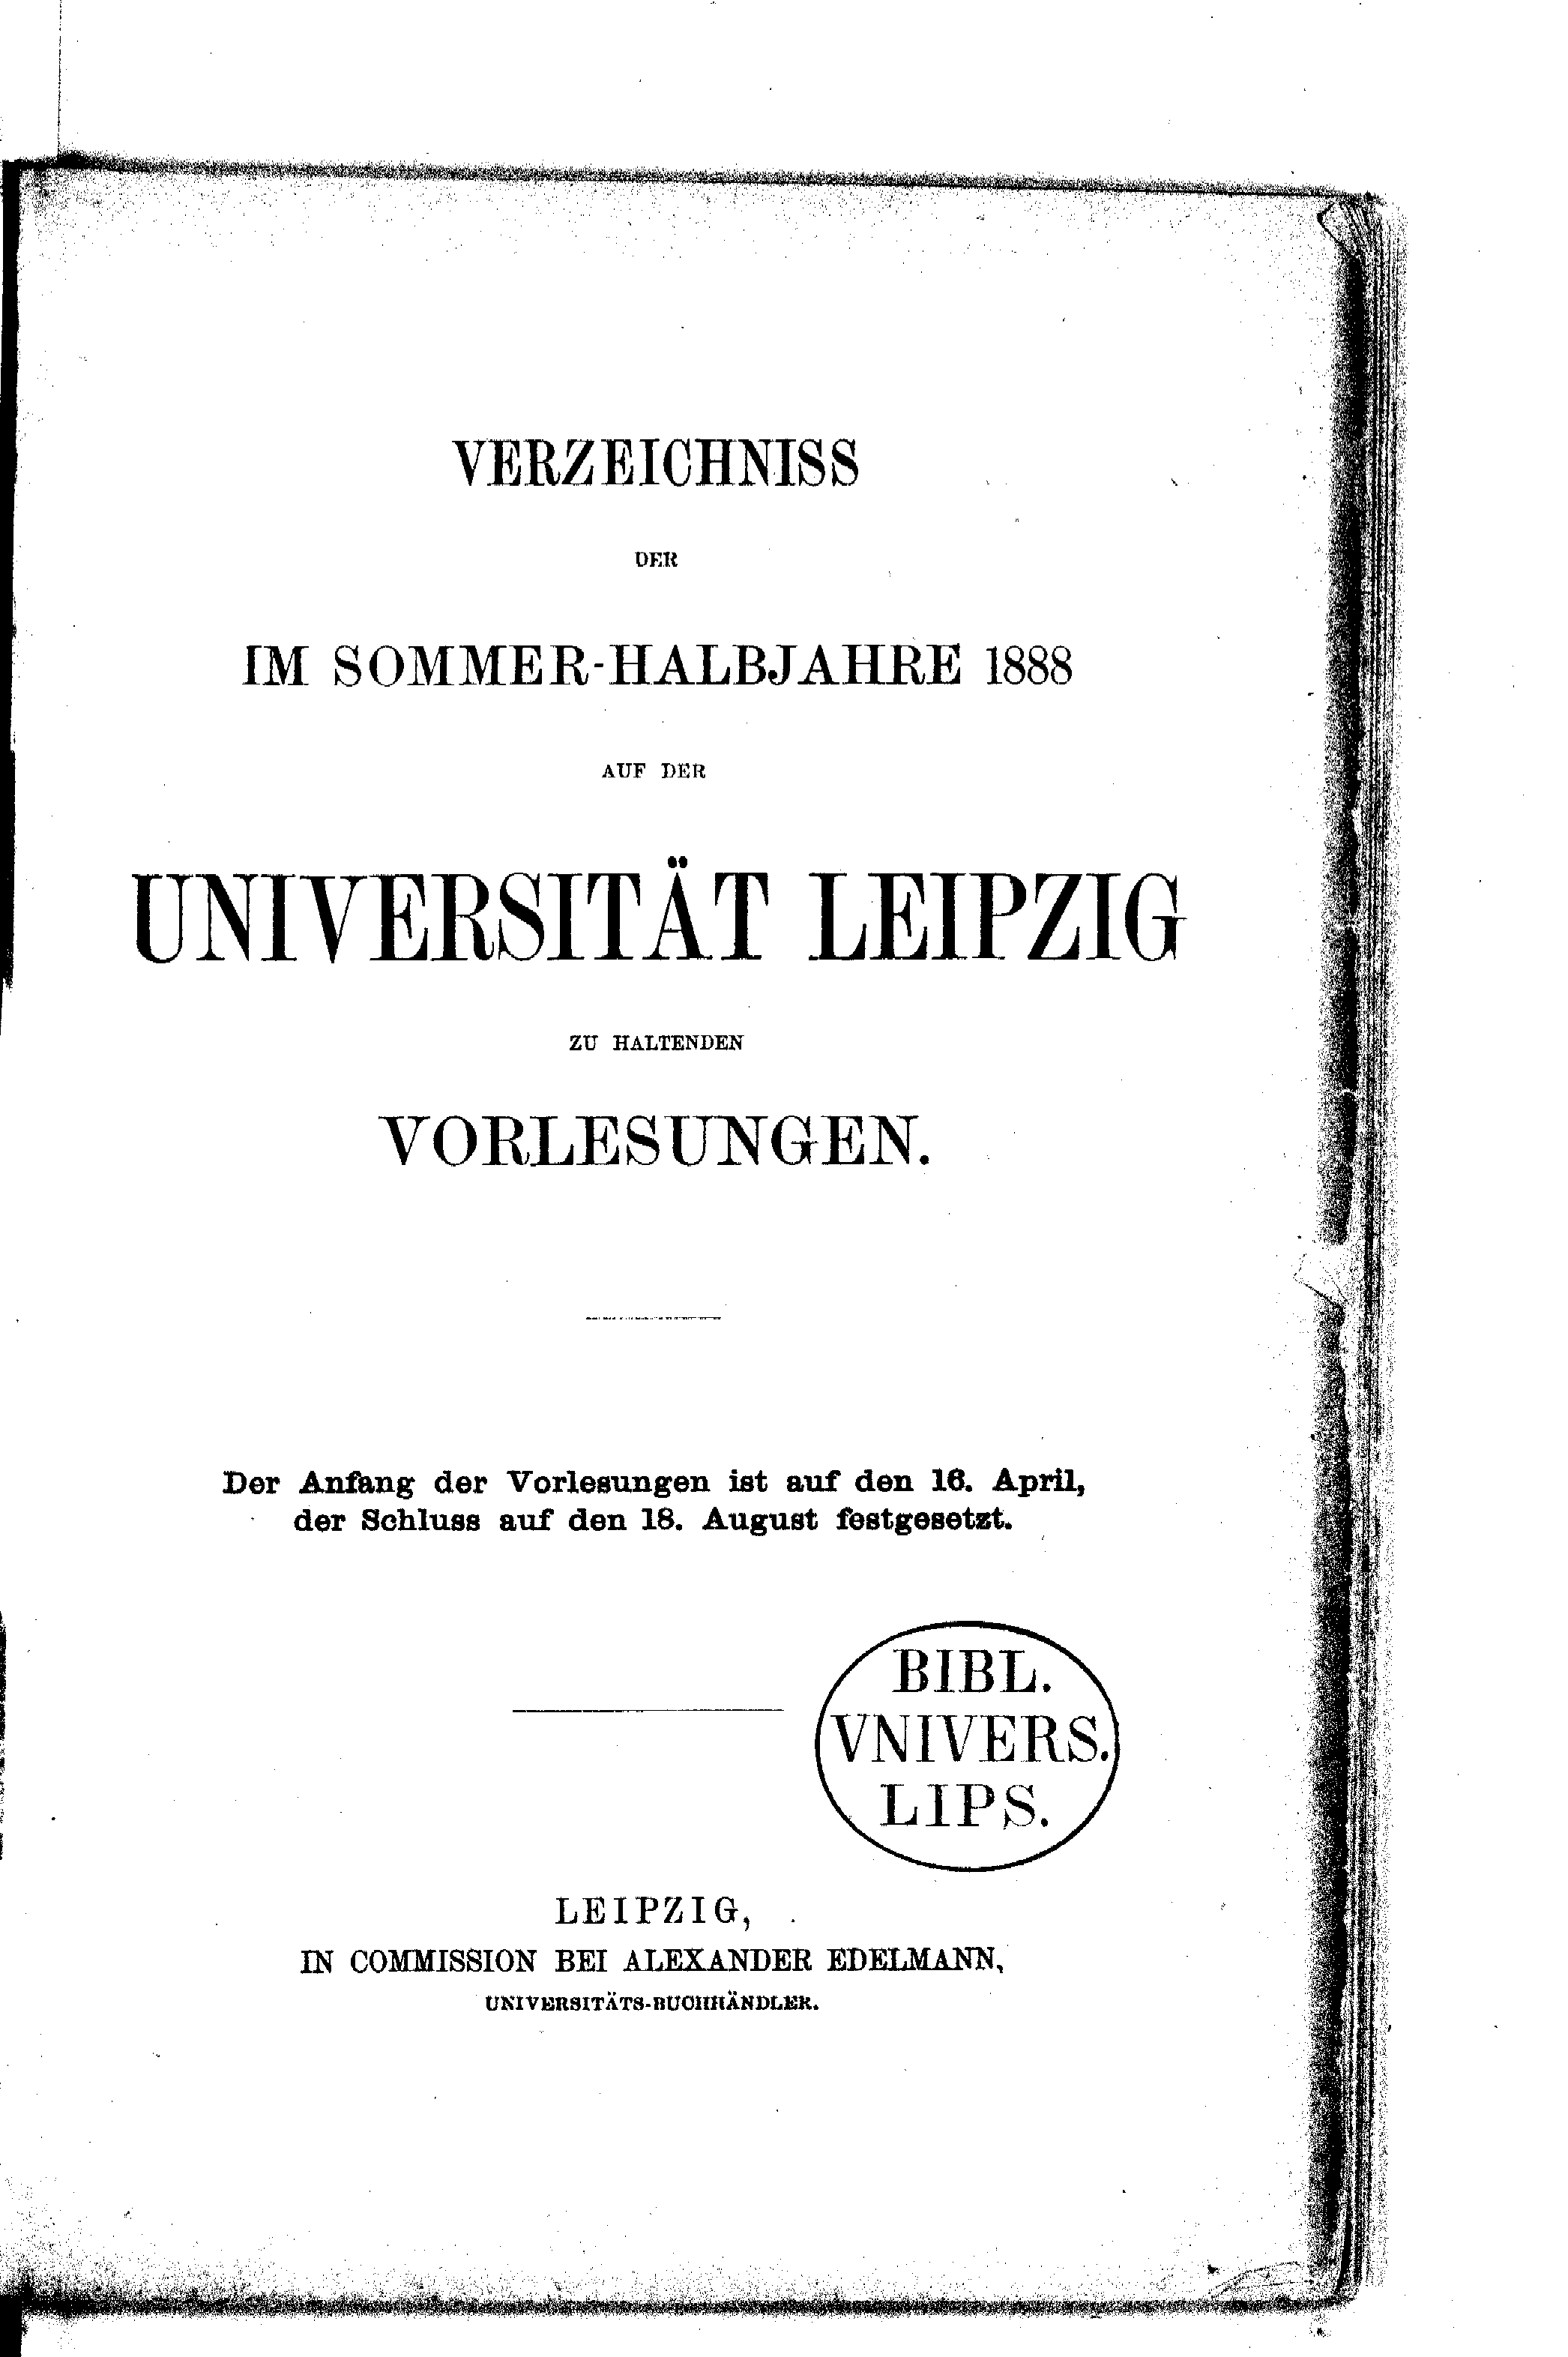 VERZEICHNISS
DER
IM SOMMER-HALBJAHRE 1888
AUF DER
UNIVERSITÄT LEIPZIG
ZU HALTENDEN
VORLESUNGEN.
Der Anfang der Vorlesungen ist auf den 16. April,
der Schluss auf den 18. August festgesetzt.
BIBL.
VNIVERS.
LIPS.
LEIPZIG,
IN COMMISSION BEI ALEXANDER EDELMANN,
UNIVERSITÄTS-BUCHHÄNDLER.